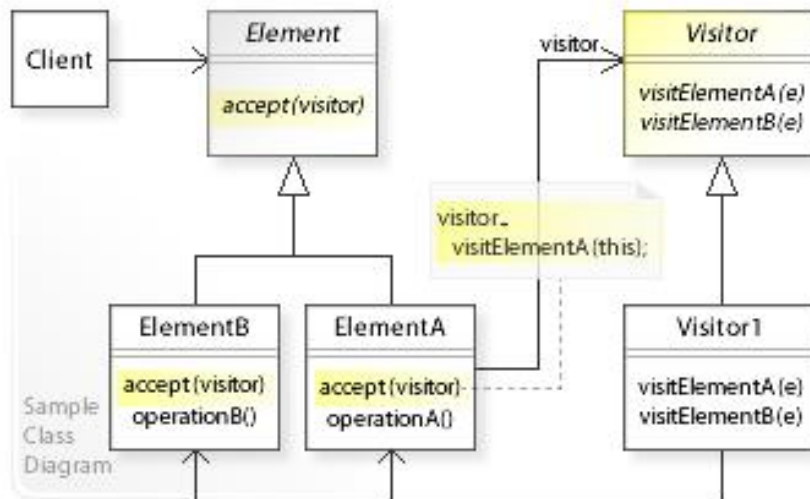 Client
Element
accept(visitor)
visitor
Visitor
visitElementA(e)
visitElementB(e)
visitor.
visitElementA(this);
ElementB
accept(visitor)
operationB()
ElementA
accept(visitor)
operationA()
Visitor1
visitElementA(e)
visitElementB(e)
Sample
Class
Diagram